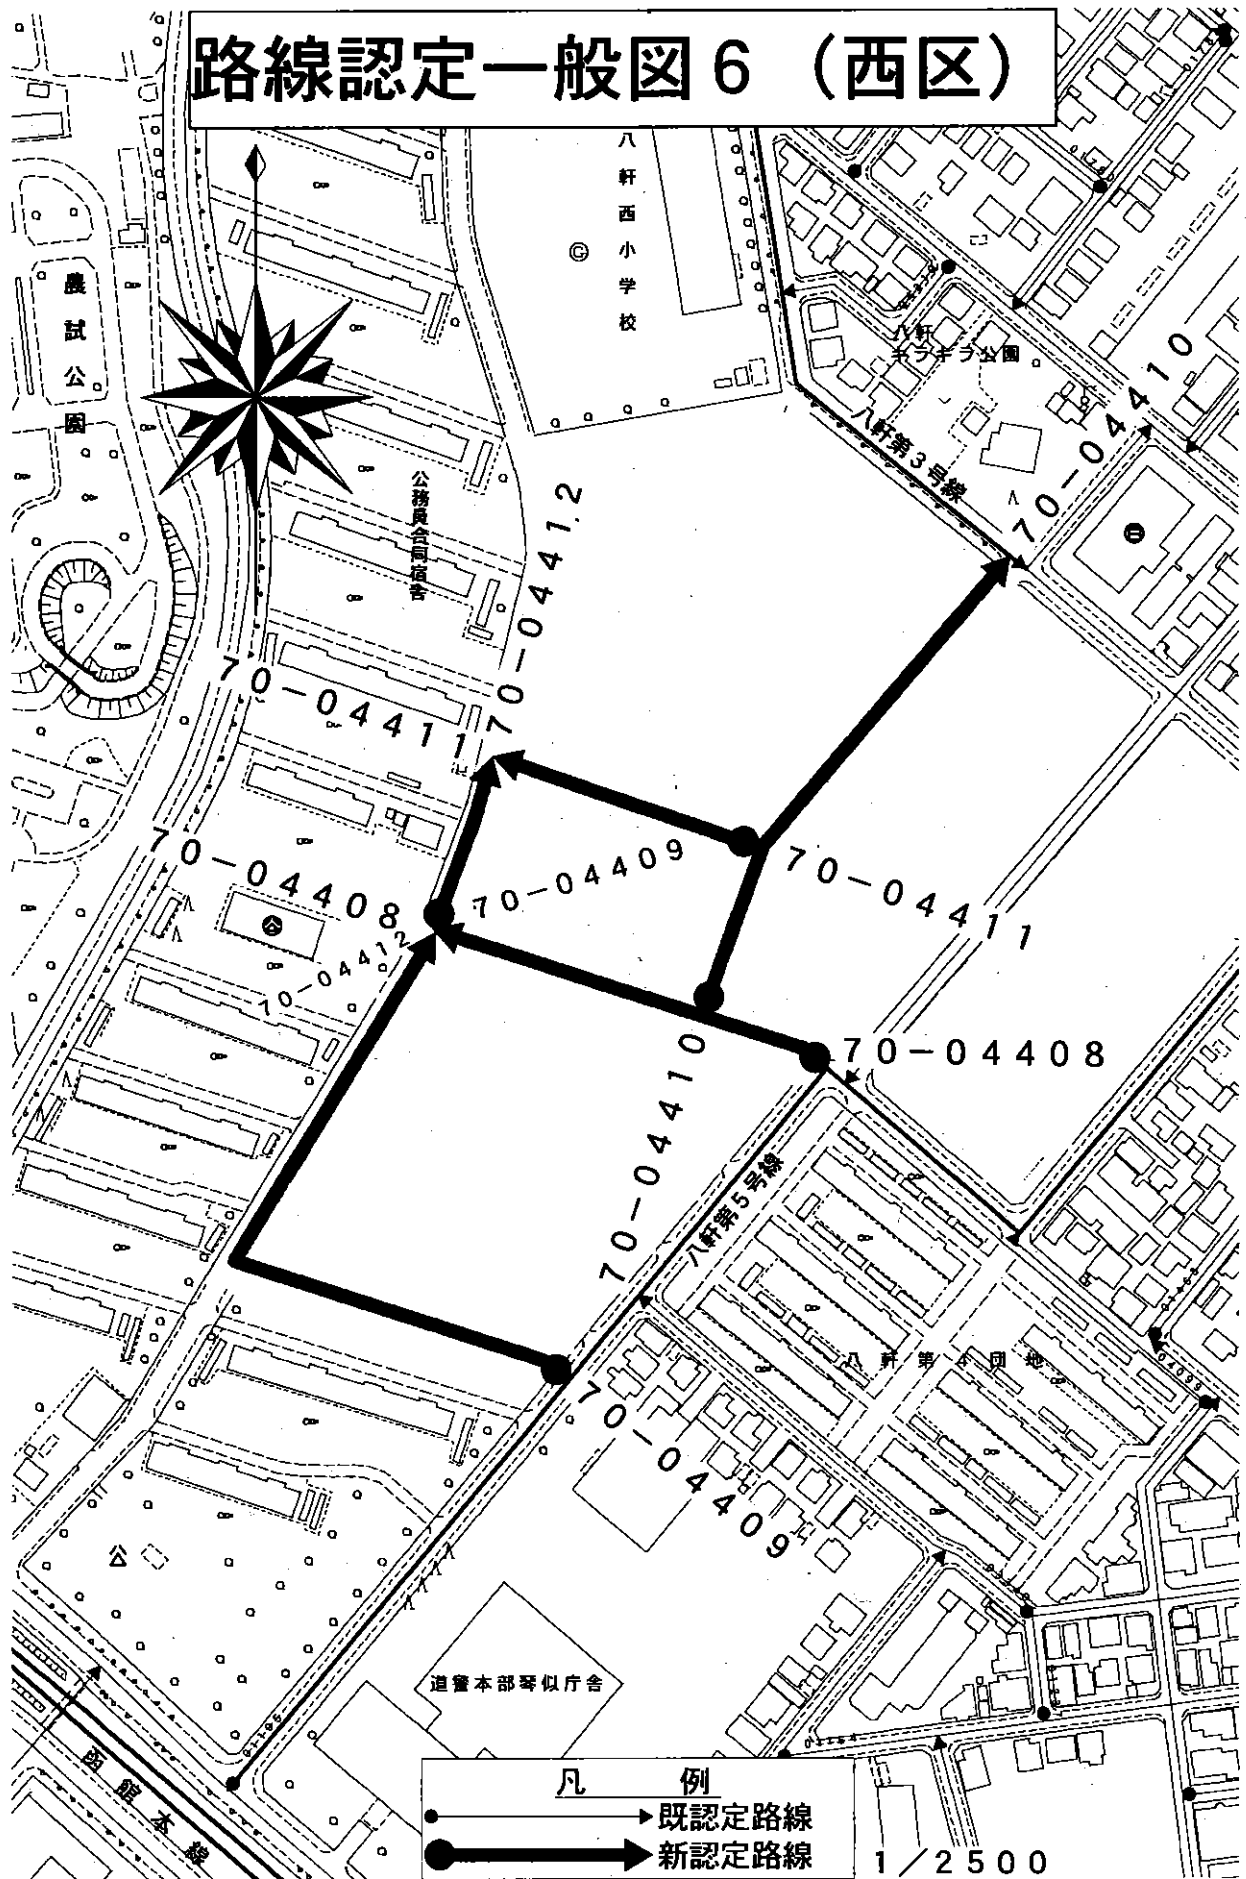 路線認定一般図６（西区）
八軒西小学校
農試公園
八軒
キラキラ公園
70-04410
八軒第３号線
公務員合同宿舎
70-04412
70-04411
70-04409
70-04411
70-04408
70-04412
70-04408
70-04410
八軒第５号線
八軒第４団地
70-04409
道警本部琴似庁舎
函館本線
凡例
既認定路線
新認定路線
1／2500